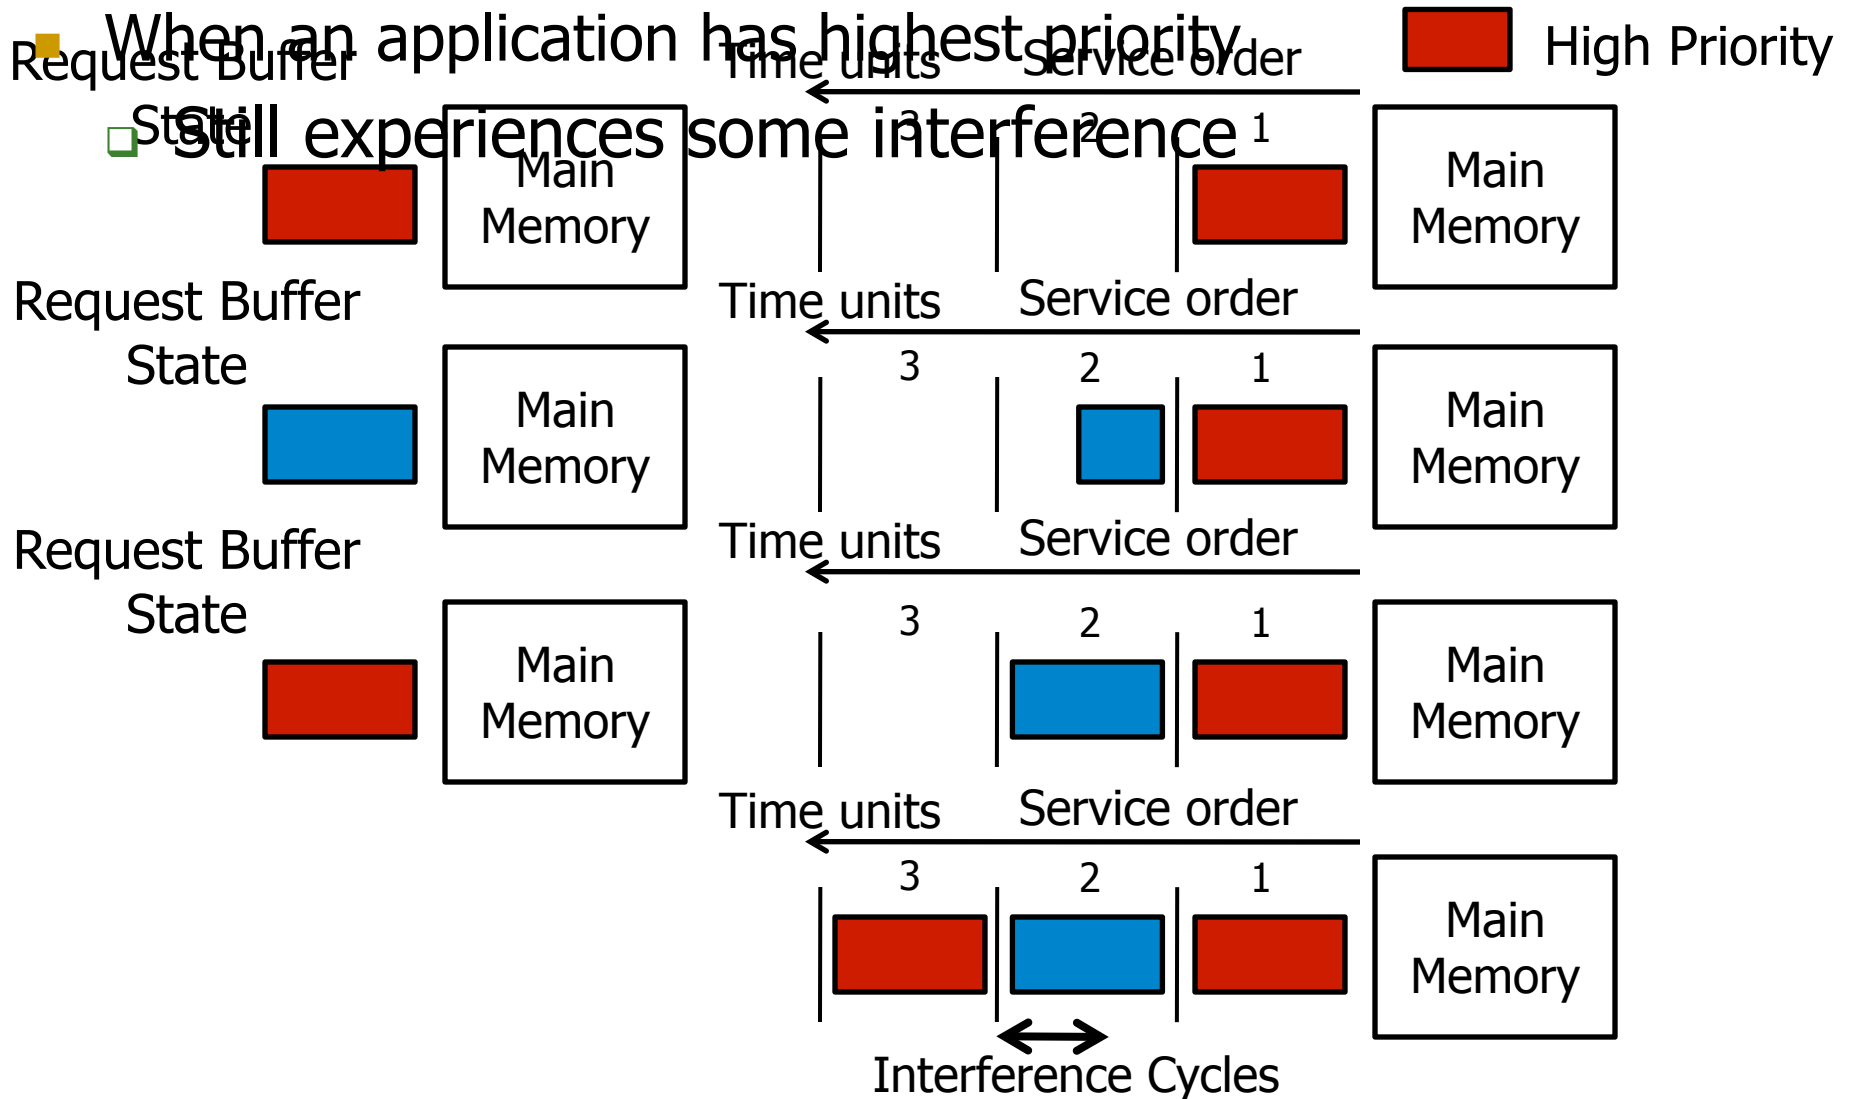 When an application has highest priority
Still experiences some interference
High Priority
Request Buffer
State
Main
Memory
Time units
Service order
3
2
1
Main
Memory
Request Buffer
State
Main
Memory
Time units
Service order
3
2
1
Main
Memory
Request Buffer
State
Main
Memory
Time units
Service order
3
2
1
Main
Memory
Time units
Service order
3
2
1
Main
Memory
Interference Cycles